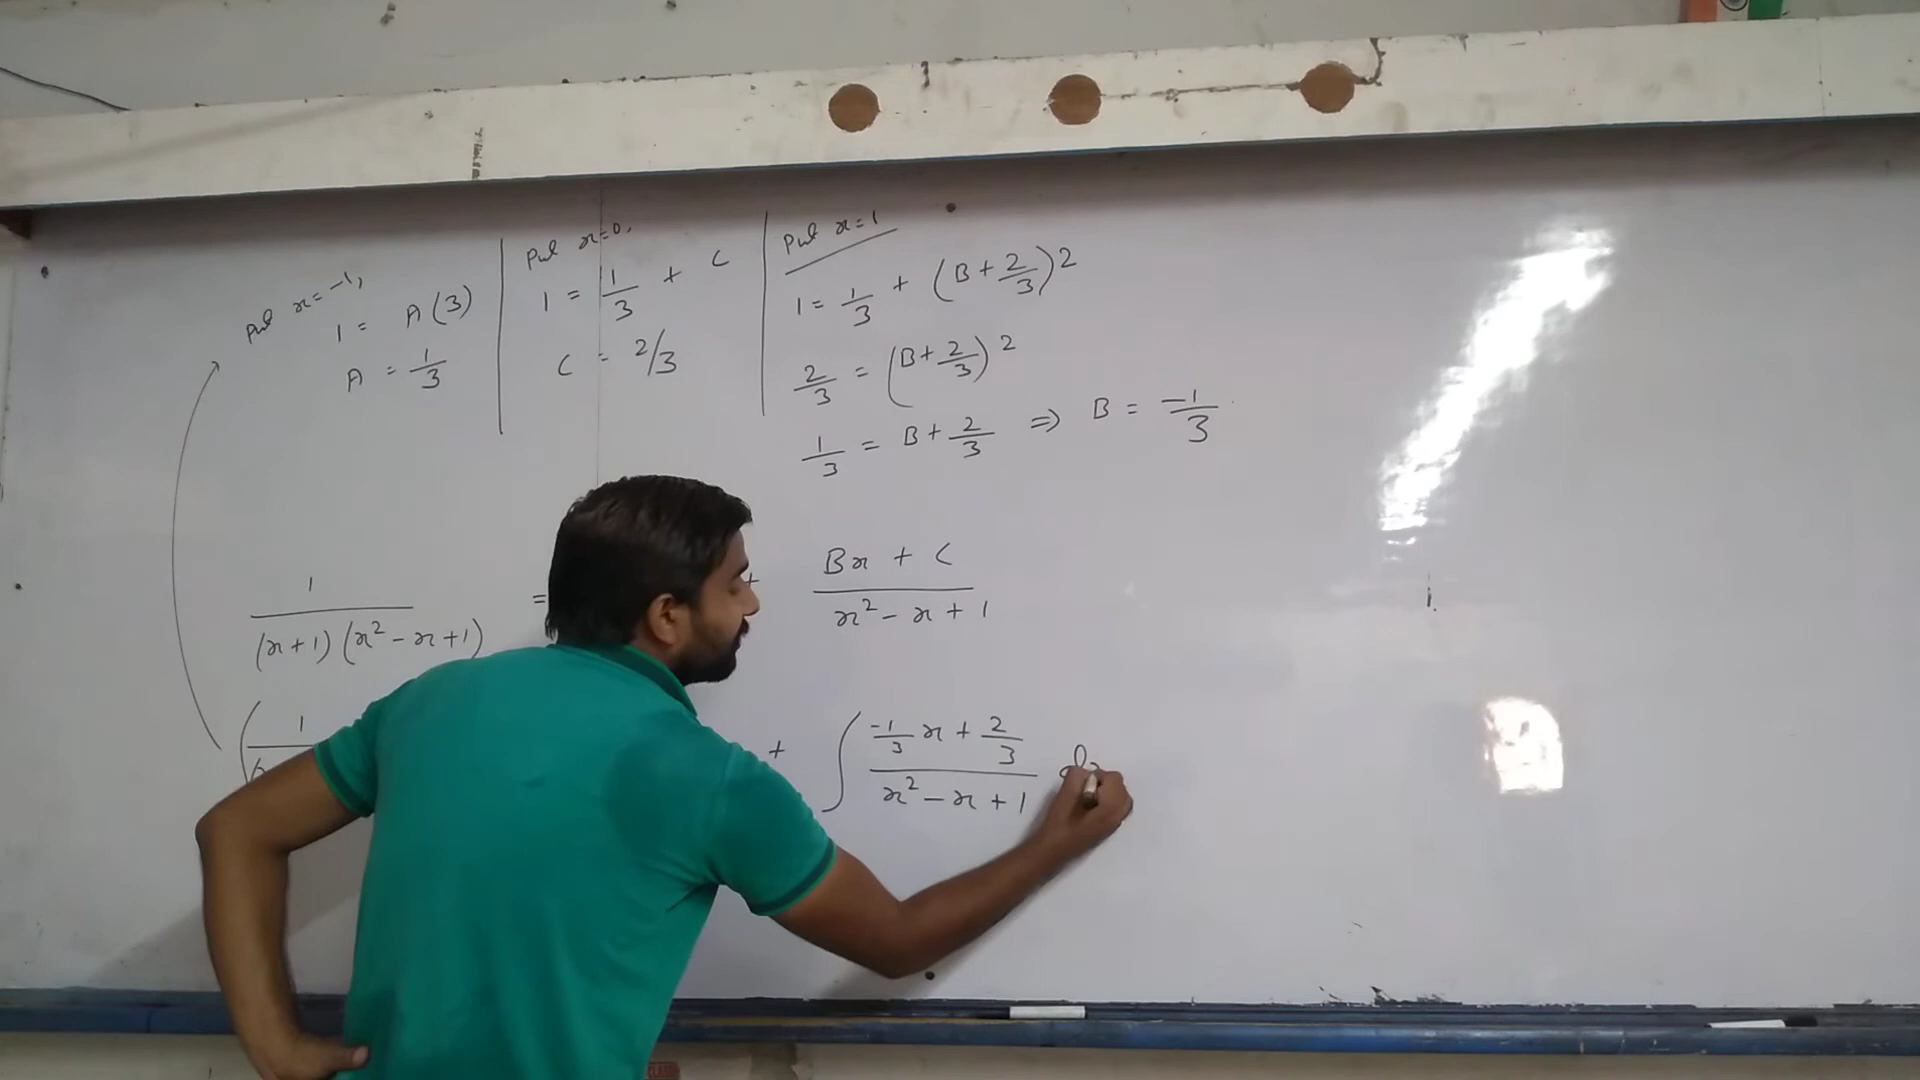 Put x = -1,
1 = A(3)
A = 1/3
Put x=0,
1 = 1/3 + C
C = 2/3
Put x=1
1 = 1/3 + (B + 2/3)2
2/3 = (B + 2/3)2
1/3 = B + 2/3 ⇒ B = -1/3
1/((x+1)(x² - x + 1)) = + (Bx + C)/(x² - x + 1)
∫ 1/ + ∫ (-1/3 x + 2/3)/(x² - x + 1) d
CLASS